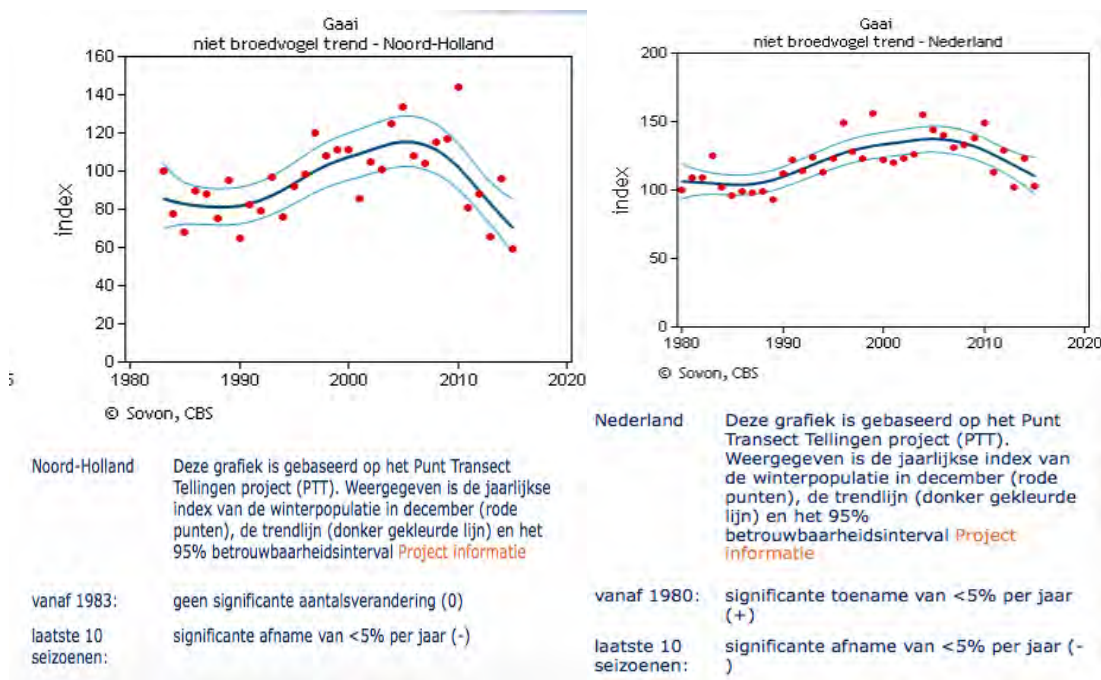 Gaai
niet broedvogel trend - Noord-Holland
160
140
120
100
80
60
40
20
0
index
1980
1990
2000
2010
2020
© Sovon, CBS
Noord-Holland
Deze grafiek is gebaseerd op het Punt Transect
Tellingen project (PTT). Weergegeven is de jaarlijkse
index van de winterpopulatie in december (rode
punten), de trendlijn (donker gekleurde lijn) en het
95% betrouwbaarheidsinterval Project informatie
vanaf 1983:
geen significante aantalsverandering (0)
laatste 10
seizoenen:
significante afname van <5% per jaar (-)
Gaai
niet broedvogel trend - Nederland
200
150
100
50
0
index
1980
1990
2000
2010
2020
© Sovon, CBS
Nederland
Deze grafiek is gebaseerd op het Punt
Transect Tellingen project (PTT).
Weergegeven is de jaarlijkse index van
de winterpopulatie in december (rode
punten), de trendlijn (donker gekleurde
lijn) en het 95%
betrouwbaarheidsinterval Project
informatie
vanaf 1980:
significante toename van <5% per jaar
(+)
laatste 10
seizoenen:
significante afname van <5% per jaar (-
)